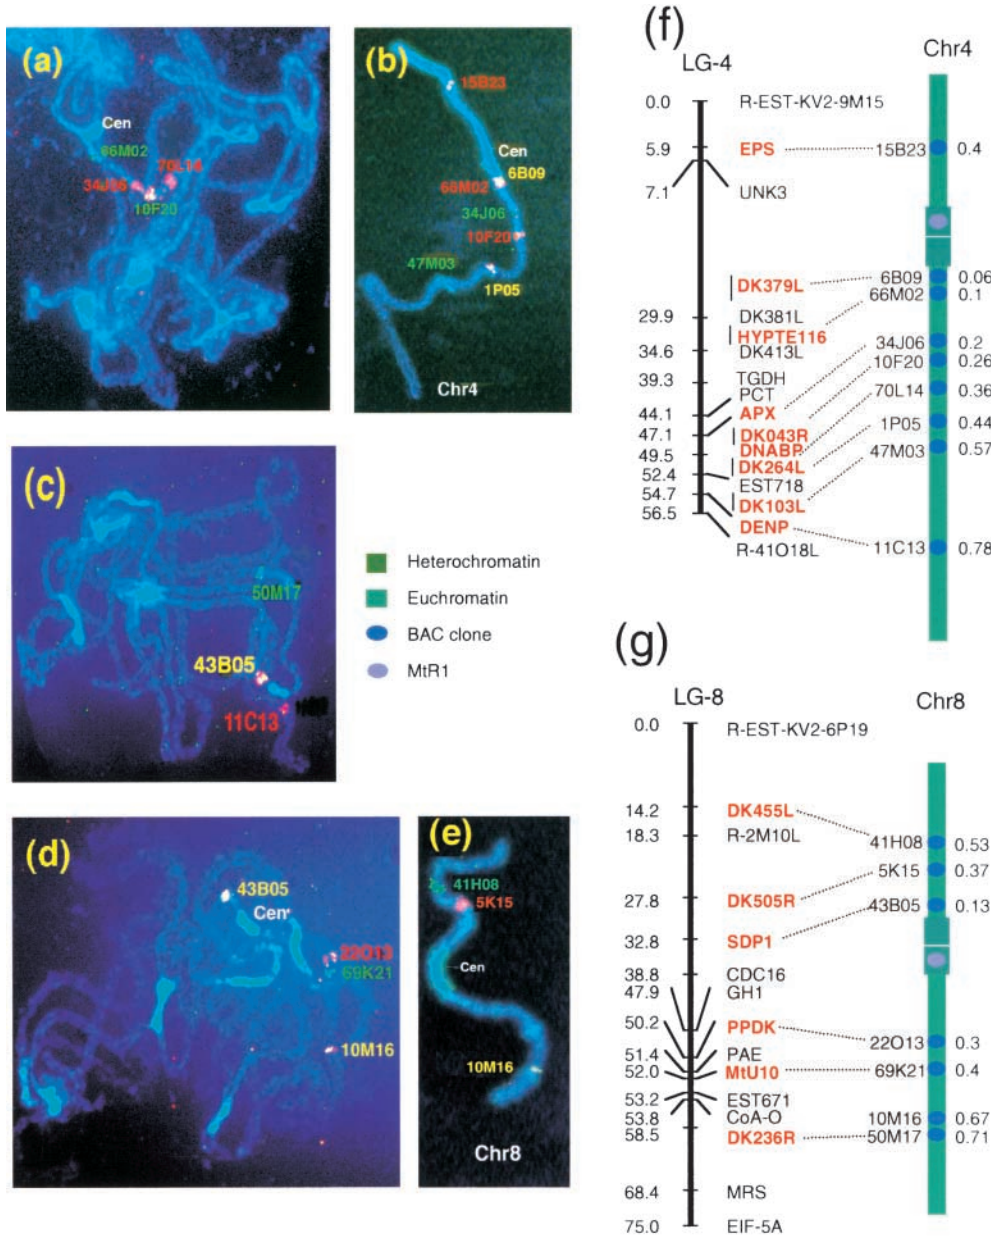 (a)
Cen
66M02
70L14
34J06
10F20
(b)
15B23
Cen
6B09
66M02
34J06
10F20
47M03
1P05
Chr4
(c)
50M17
43B05
11C13
Heterochromatin
Euchromatin
BAC clone
MtR1
(d)
43B05
Cen
22O13
69K21
10M16
(e)
41H08
5K15
Cen
10M16
Chr8
(f)
LG-4
Chr4
0.0 R-EST-KV2-9M15
5.9 EPS 15B23 0.4
7.1 UNK3
DK379L 6B09 0.06
66M02 0.1
29.9 DK381L
HYPTE116
34J06 0.2
34.6 DK413L
10F20 0.26
39.3 TGDH
PCT 70L14 0.36
44.1 APX
1P05 0.44
47.1 DK043R
49.5 DNABP 47M03 0.57
52.4 DK264L
EST718
54.7 DK103L
56.5 DENP
R-41O18L 11C13 0.78
(g)
LG-8
Chr8
0.0 R-EST-KV2-6P19
14.2 DK455L
18.3 R-2M10L 41H08 0.53
5K15 0.37
27.8 DK505R 43B05 0.13
32.8 SDP1
38.8 CDC16
47.9 GH1
50.2 PPDK
22O13 0.3
51.4 PAE
52.0 MtU10 69K21 0.4
53.2 EST671
53.8 CoA-O 10M16 0.67
58.5 DK236R 50M17 0.71
68.4 MRS
75.0 EIF-5A